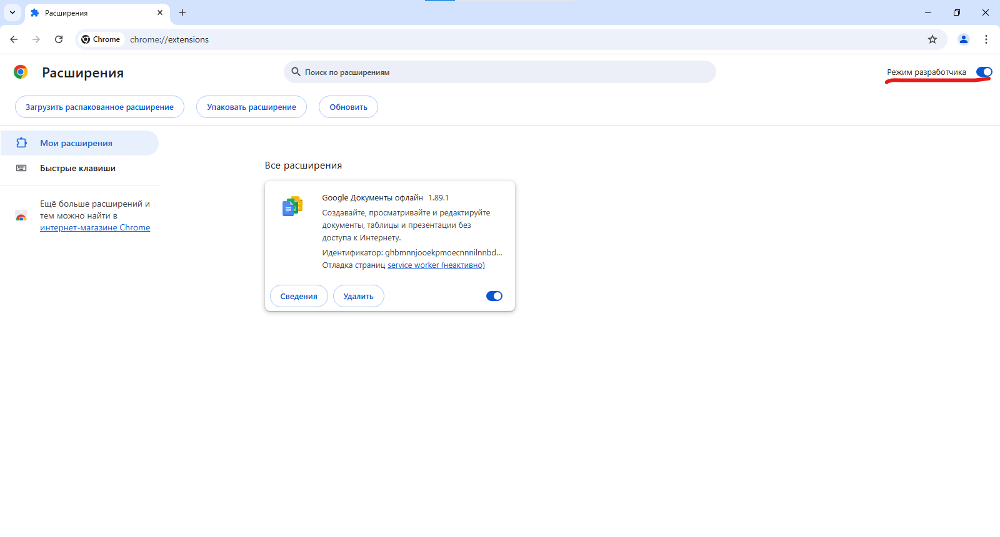 Расширения
Chrome
chrome://extensions
Расширения
Поиск по расширениям
Режим разработчика
Загрузить распакованное расширение
Упаковать расширение
Обновить
Мои расширения
Быстрые клавиши
Ещё больше расширений и
тем можно найти в
интернет-магазине Chrome
Все расширения
Google Документы офлайн 1.89.1
Создавайте, просматривайте и редактируйте
документы, таблицы и презентации без
доступа к Интернету.
Идентификатор: ghbmnnjooekpmoecnnnilnnbd...
Отладка страниц service worker (неактивно)
Сведения
Удалить